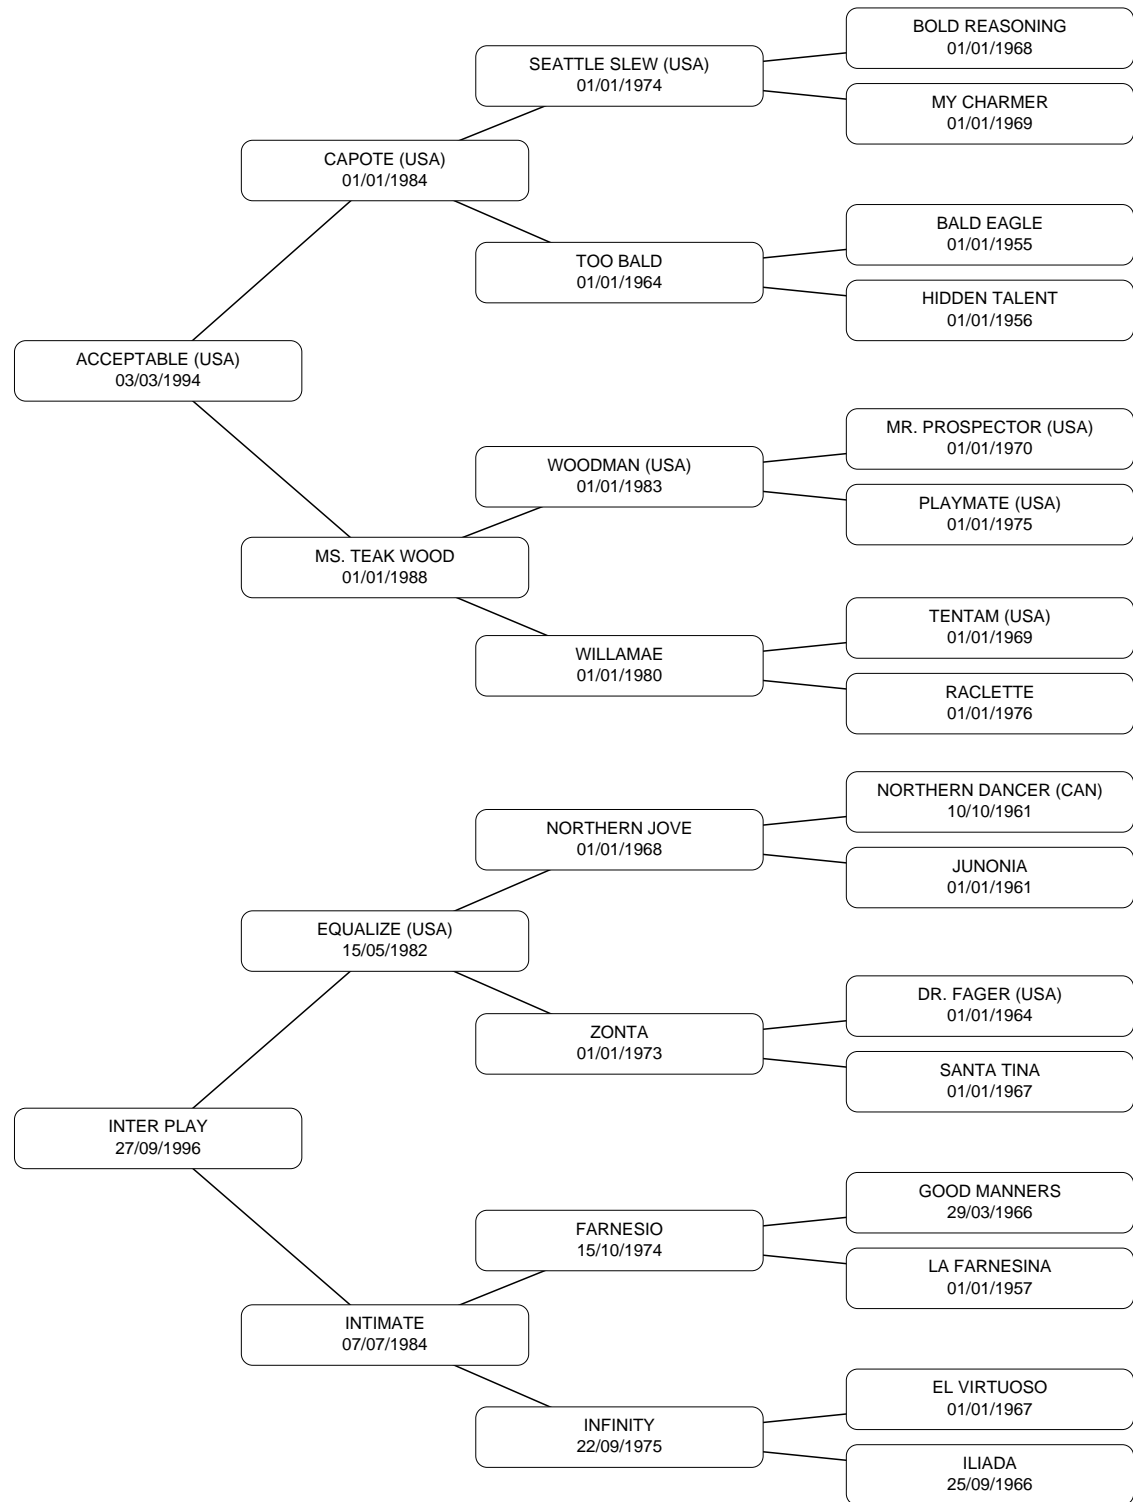 BOLD REASONING
01/01/1968
SEATTLE SLEW (USA)
01/01/1974
MY CHARMER
01/01/1969
CAPOTE (USA)
01/01/1984
BALD EAGLE
01/01/1955
TOO BALD
01/01/1964
HIDDEN TALENT
01/01/1956
ACCEPTABLE (USA)
03/03/1994
MR. PROSPECTOR (USA)
01/01/1970
WOODMAN (USA)
01/01/1983
PLAYMATE (USA)
01/01/1975
MS. TEAK WOOD
01/01/1988
TENTAM (USA)
01/01/1969
WILLAMAE
01/01/1980
RACLETTE
01/01/1976
NORTHERN DANCER (CAN)
10/10/1961
NORTHERN JOVE
01/01/1968
JUNONIA
01/01/1961
EQUALIZE (USA)
15/05/1982
DR. FAGER (USA)
01/01/1964
ZONTA
01/01/1973
SANTA TINA
01/01/1967
INTER PLAY
27/09/1996
GOOD MANNERS
29/03/1966
FARNESIO
15/10/1974
LA FARNESINA
01/01/1957
INTIMATE
07/07/1984
EL VIRTUOSO
01/01/1967
INFINITY
22/09/1975
ILIADA
25/09/1966